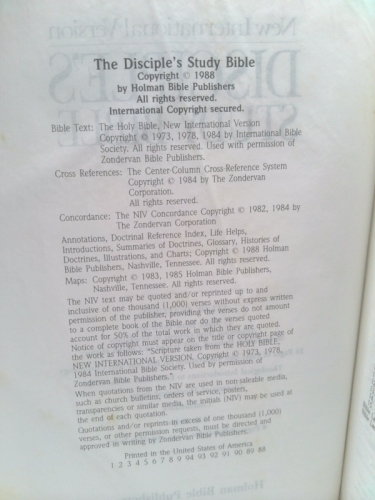 The Disciple's Study Bible
Copyright © 1988
by Holman Bible Publishers
All rights reserved.
International Copyright secured.
Bible Text: The Holy Bible, New International Version
Copyright © 1973, 1978, 1984 by International Bible
Society. All rights reserved. Used with permission of
Zondervan Bible Publishers.
Cross References: The Center-Column Cross-Reference System
Copyright © 1984 by The Zondervan
Corporation.
All rights reserved.
Concordance: The NIV Concordance Copyright © 1982, 1984 by
The Zondervan Corporation
Annotations, Doctrinal Reference Index, Life Helps,
Introductions, Summaries of Doctrines, Glossary, Histories of
Doctrines, Illustrations, and Charts; Copyright © 1988 Holman
Bible Publishers, Nashville, Tennessee. All rights reserved.
Maps: Copyright © 1983, 1985 Holman Bible Publishers,
Nashville, Tennessee. All rights reserved.
The NIV text may be quoted and/or reprinted up to and
inclusive of one thousand (1,000) verses without express written
permission of the publisher, providing the verses do not amount
to a complete book of the Bible nor do the verses quoted
account for 50% of the total work in which they are quoted.
Notice of copyright must appear on the title or copyright page of
the work as follows: "Scripture taken from the HOLY BIBLE,
NEW INTERNATIONAL VERSION. Copyright © 1973, 1978,
1984 International Bible Society. Used by permission of
Zondervan Bible Publishers."
When quotations from the NIV are used in non-saleable media,
such as church bulletins, orders of service, posters,
transparencies or similar media, the initials (NIV) may be used at
the end of each quotation.
Quotations and/or reprints in excess of one thousand (1,000)
verses, or other permission requests, must be directed and
approved in writing by Zondervan Bible Publishers.
Printed in the United States of America
1 2 3 4 5 6 7 8 9 94 93 92 91 90 89 88